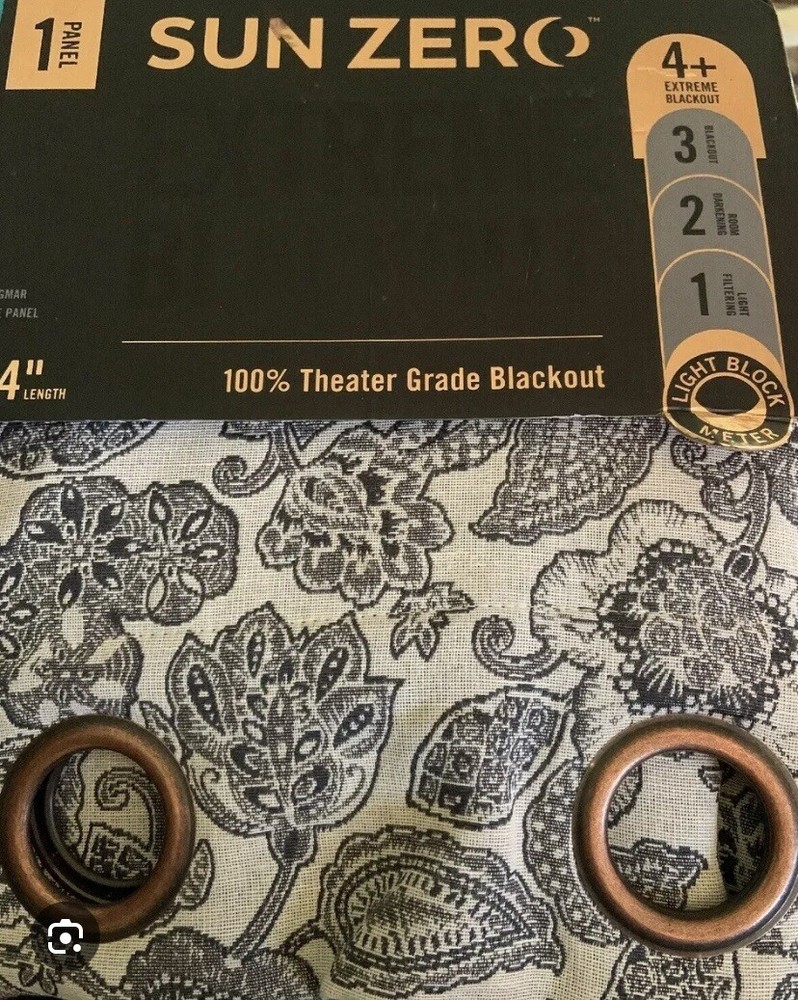 1 PANEL
SUN ZERO™
4+
EXTREME
BLACKOUT
3 BLACKOUT
2 ROOM DARKENING
1 LIGHT FILTERING
LIGHT BLOCK
METER
GMAR
E PANEL
4" LENGTH
100% Theater Grade Blackout